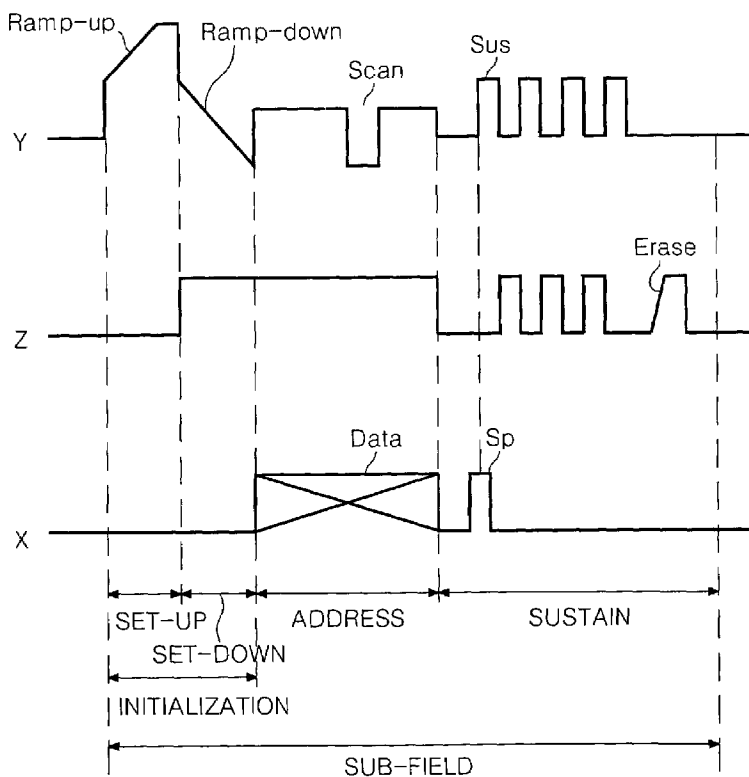 Ramp-up
Ramp-down
Scan
Sus
Y
Erase
Z
Data
Sp
X
SET-UP
ADDRESS
SUSTAIN
SET-DOWN
INITIALIZATION
SUB-FIELD